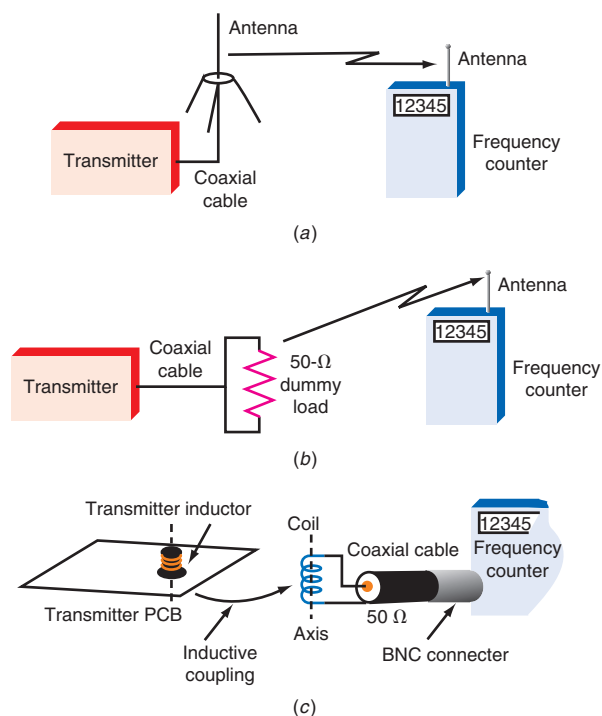 Antenna
Antenna
12345
Transmitter
Frequency
counter
Coaxial
cable
(a)
Antenna
12345
Coaxial
cable
50-Ω
dummy
load
Transmitter
Frequency
counter
(b)
Transmitter inductor
Coil
12345
Coaxial cable
Frequency
counter
Transmitter PCB
50 Ω
Axis
BNC connecter
Inductive
coupling
(c)